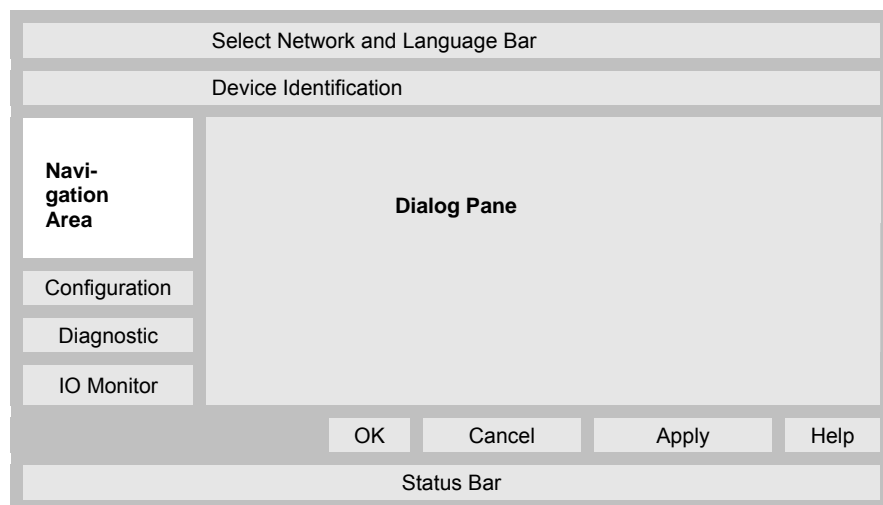 Select Network and Language Bar
Device Identification
Navi-
gation
Area
Dialog Pane
Configuration
Diagnostic
IO Monitor
OK Cancel Apply Help
Status Bar